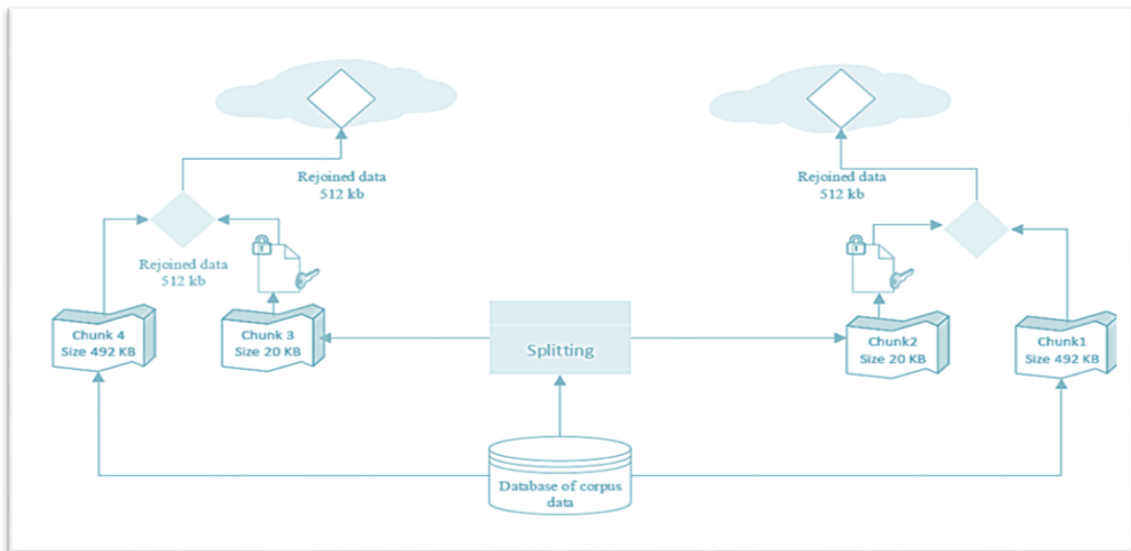 Rejoined data
512 kb
Rejoined data
512 kb
Rejoined data
512 kb
Chunk 4
Size 492 KB
Chunk 3
Size 20 KB
Splitting
Chunk2
Size 20 KB
Chunk1
Size 492 KB
Database of corpus
data